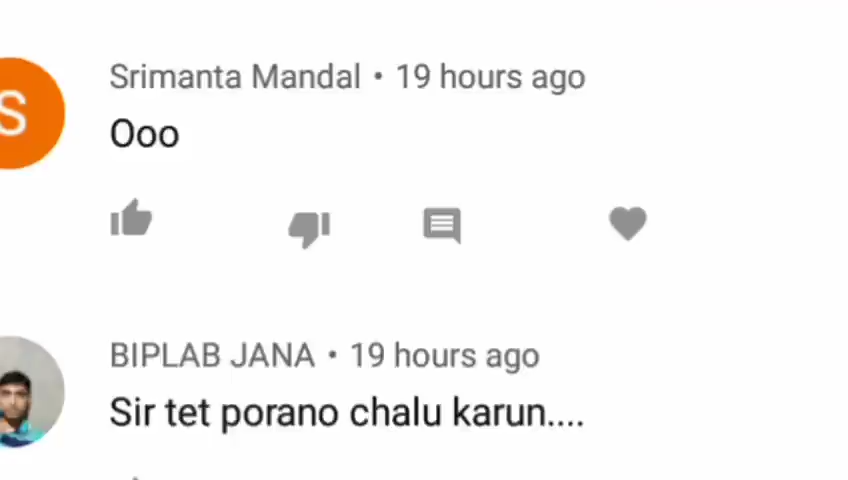 S
Srimanta Mandal • 19 hours ago
Ooo
BIPLAB JANA • 19 hours ago
Sir tet porano chalu karun....